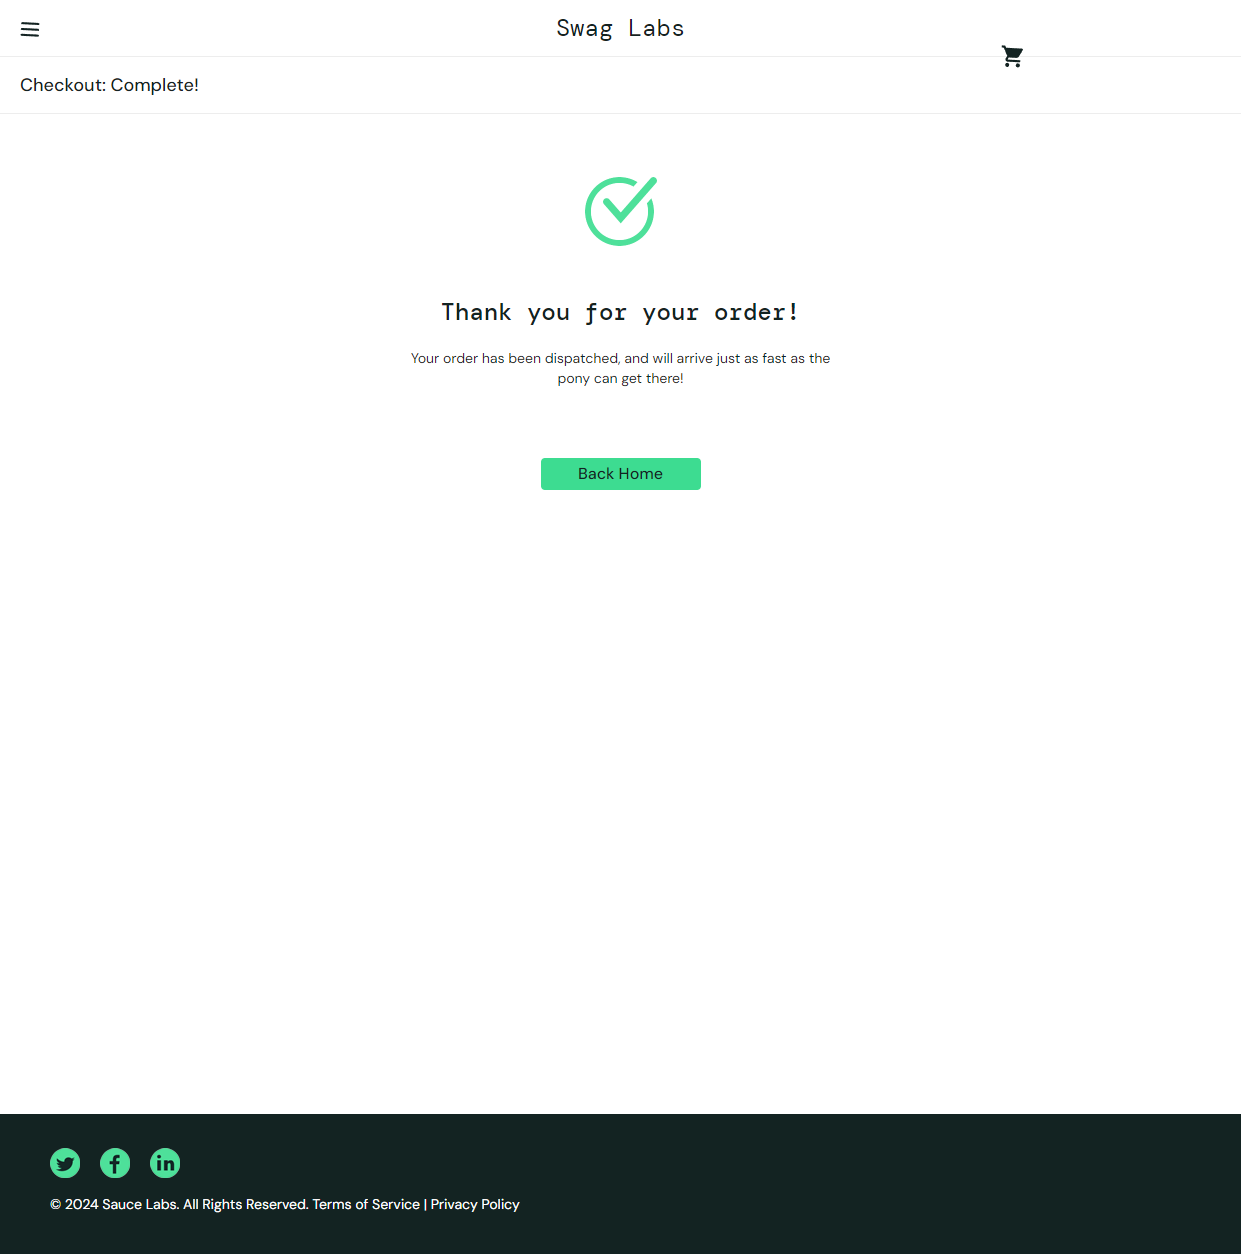 Swag Labs
Checkout: Complete!
Thank you for your order!
Your order has been dispatched, and will arrive just as fast as the
pony can get there!
Back Home
© 2024 Sauce Labs. All Rights Reserved. Terms of Service | Privacy Policy